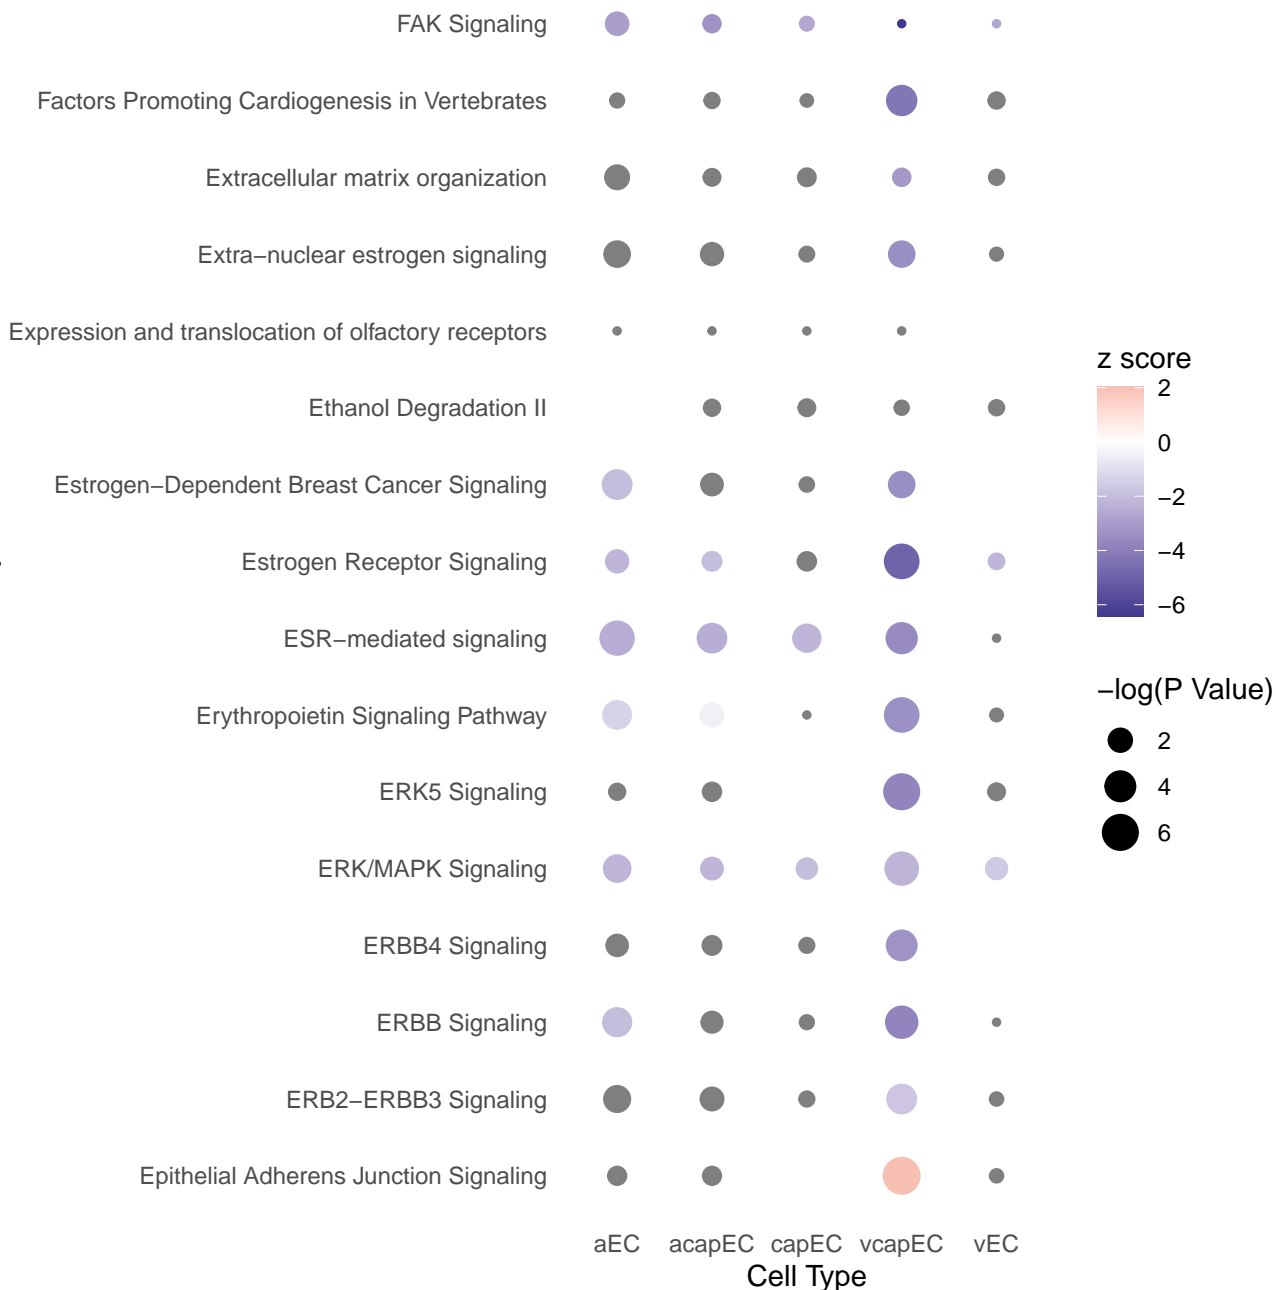 FAK Signaling
Factors Promoting Cardiogenesis in Vertebrates
Extracellular matrix organization
Extra−nuclear estrogen signaling
Expression and translocation of olfactory receptors
Ethanol Degradation II
Estrogen−Dependent Breast Cancer Signaling
Estrogen Receptor Signaling
ESR−mediated signaling
Erythropoietin Signaling Pathway
ERK5 Signaling
ERK/MAPK Signaling
ERBB4 Signaling
ERBB Signaling
ERB2−ERBB3 Signaling
Epithelial Adherens Junction Signaling
aEC acapEC capEC vcapEC vEC
Cell Type
z score
2
0
−2
−4
−6
−log(P Value)
2
4
6